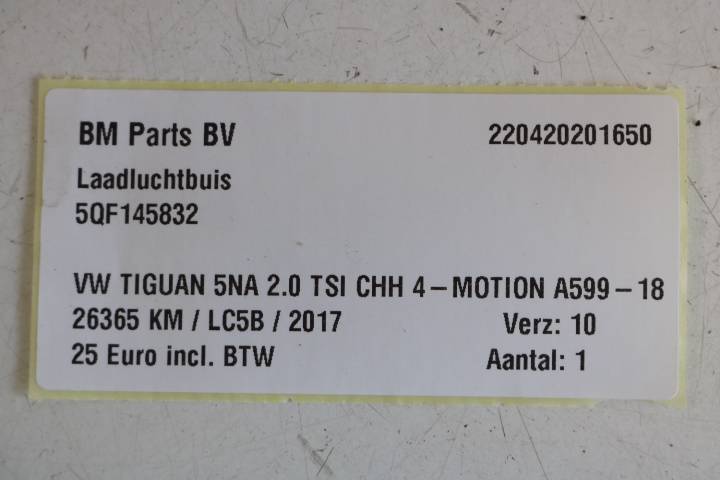 BM Parts BV 220420201650
Laadluchtbuis
5QF145832
VW TIGUAN 5NA 2.0 TSI CHH 4-MOTION A599-18
26365 KM / LC5B / 2017 Verz: 10
25 Euro incl. BTW Aantal: 1